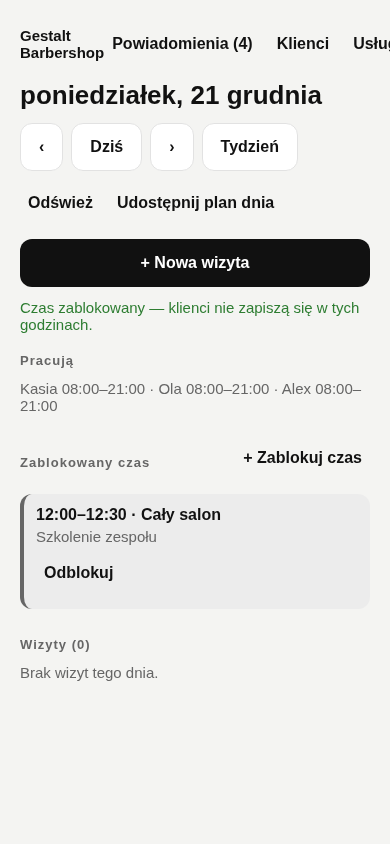 Gestalt
Barbershop
Powiadomienia (4) Klienci
poniedziałek, 21 grudnia
‹ Dziś › Tydzień
Odśwież Udostępnij plan dnia
+ Nowa wizyta
Czas zablokowany — klienci nie zapiszą się w tych
godzinach.
Pracują
Kasia 08:00–21:00 · Ola 08:00–21:00 · Alex 08:00–
21:00
Zablokowany czas + Zablokuj czas
12:00–12:30 · Cały salon
Szkolenie zespołu
Odblokuj
Wizyty (0)
Brak wizyt tego dnia.